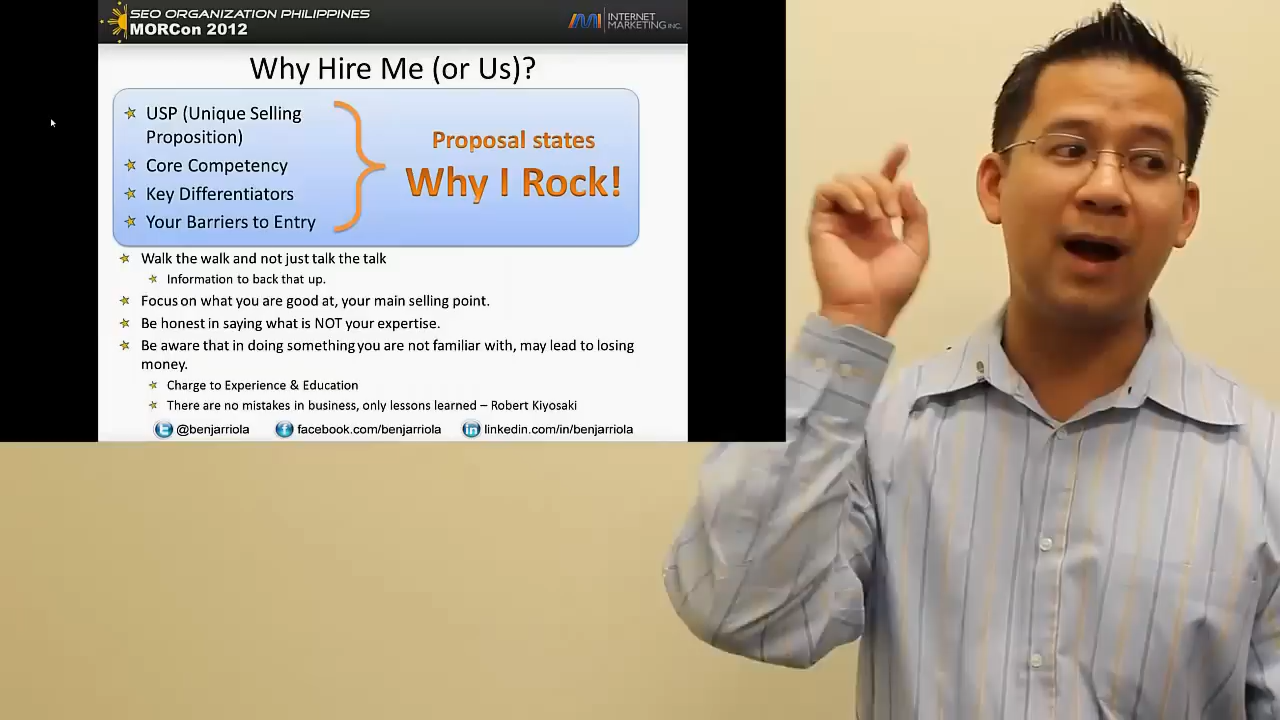 SEO ORGANIZATION PHILIPPINES
MORCon 2012
IMI INTERNET
MARKETING INC.
Why Hire Me (or Us)?
USP (Unique Selling
Proposition)
Core Competency
Key Differentiators
Your Barriers to Entry
Proposal states
Why I Rock!
Walk the walk and not just talk the talk
Information to back that up.
Focus on what you are good at, your main selling point.
Be honest in saying what is NOT your expertise.
Be aware that in doing something you are not familiar with, may lead to losing
money.
Charge to Experience & Education
There are no mistakes in business, only lessons learned – Robert Kiyosaki
@benjarriola facebook.com/benjarriola linkedin.com/in/benjarriola